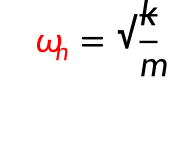 ωₙ = √(k/m)